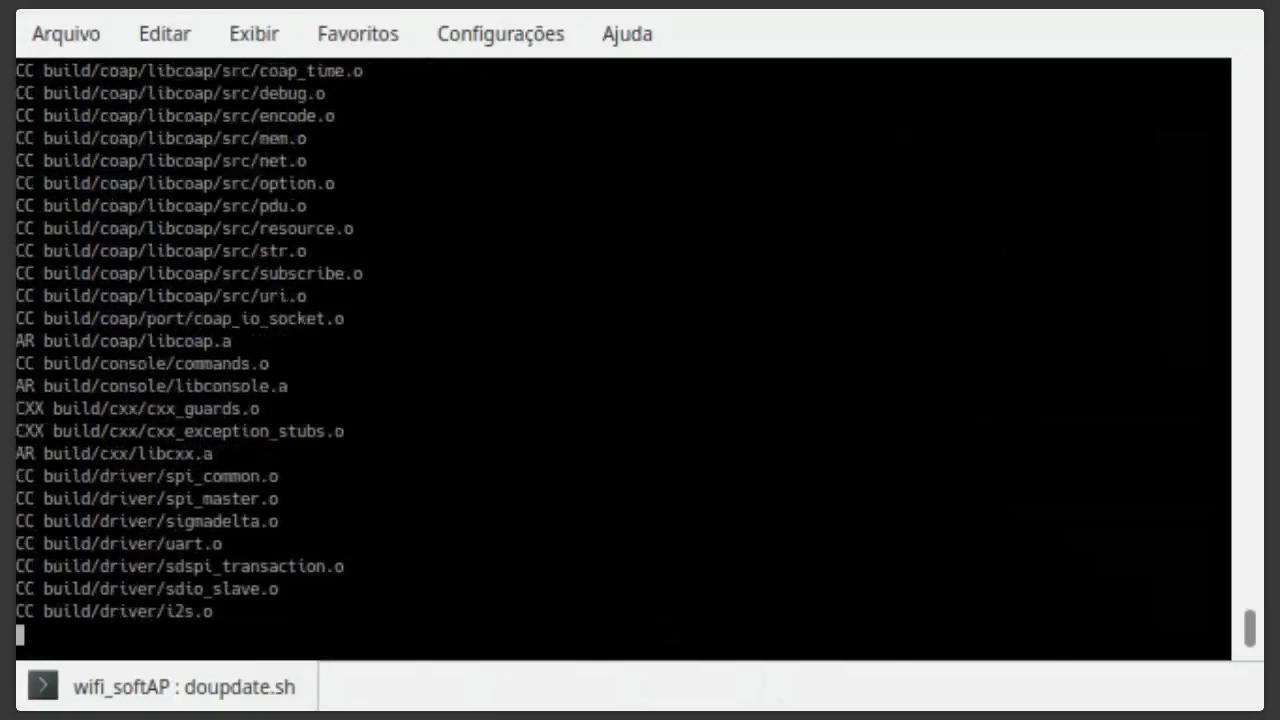 Arquivo Editar Exibir Favoritos Configurações Ajuda
CC build/coap/libcoap/src/coap_time.o
CC build/coap/libcoap/src/debug.o
CC build/coap/libcoap/src/encode.o
CC build/coap/libcoap/src/mem.o
CC build/coap/libcoap/src/net.o
CC build/coap/libcoap/src/option.o
CC build/coap/libcoap/src/pdu.o
CC build/coap/libcoap/src/resource.o
CC build/coap/libcoap/src/str.o
CC build/coap/libcoap/src/subscribe.o
CC build/coap/libcoap/src/uri.o
CC build/coap/port/coap_io_socket.o
AR build/coap/libcoap.a
CC build/console/commands.o
AR build/console/libconsole.a
CXX build/cxx/cxx_guards.o
CXX build/cxx/cxx_exception_stubs.o
AR build/cxx/libcxx.a
CC build/driver/spi_common.o
CC build/driver/spi_master.o
CC build/driver/sigmadelta.o
CC build/driver/uart.o
CC build/driver/sdspi_transaction.o
CC build/driver/sdio_slave.o
CC build/driver/i2s.o
wifi_softAP : doupdate.sh